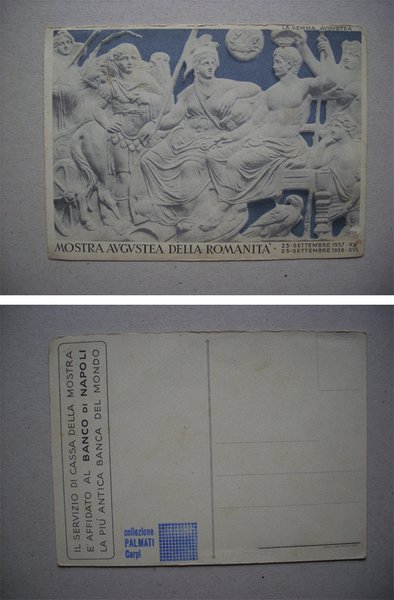 LA GEMMA AVGVSTEA
MOSTRA AVGVSTEA DELLA ROMANITÀ · 23 - SETTEMBRE 1937 - XV
23 - SETTEMBRE 1938 - XVI
IL SERVIZIO DI CASSA DELLA MOSTRA
E' AFFIDATO AL BANCO DI NAPOLI
LA PIÙ ANTICA BANCA DEL MONDO
collezione
PALMATI
Carpi